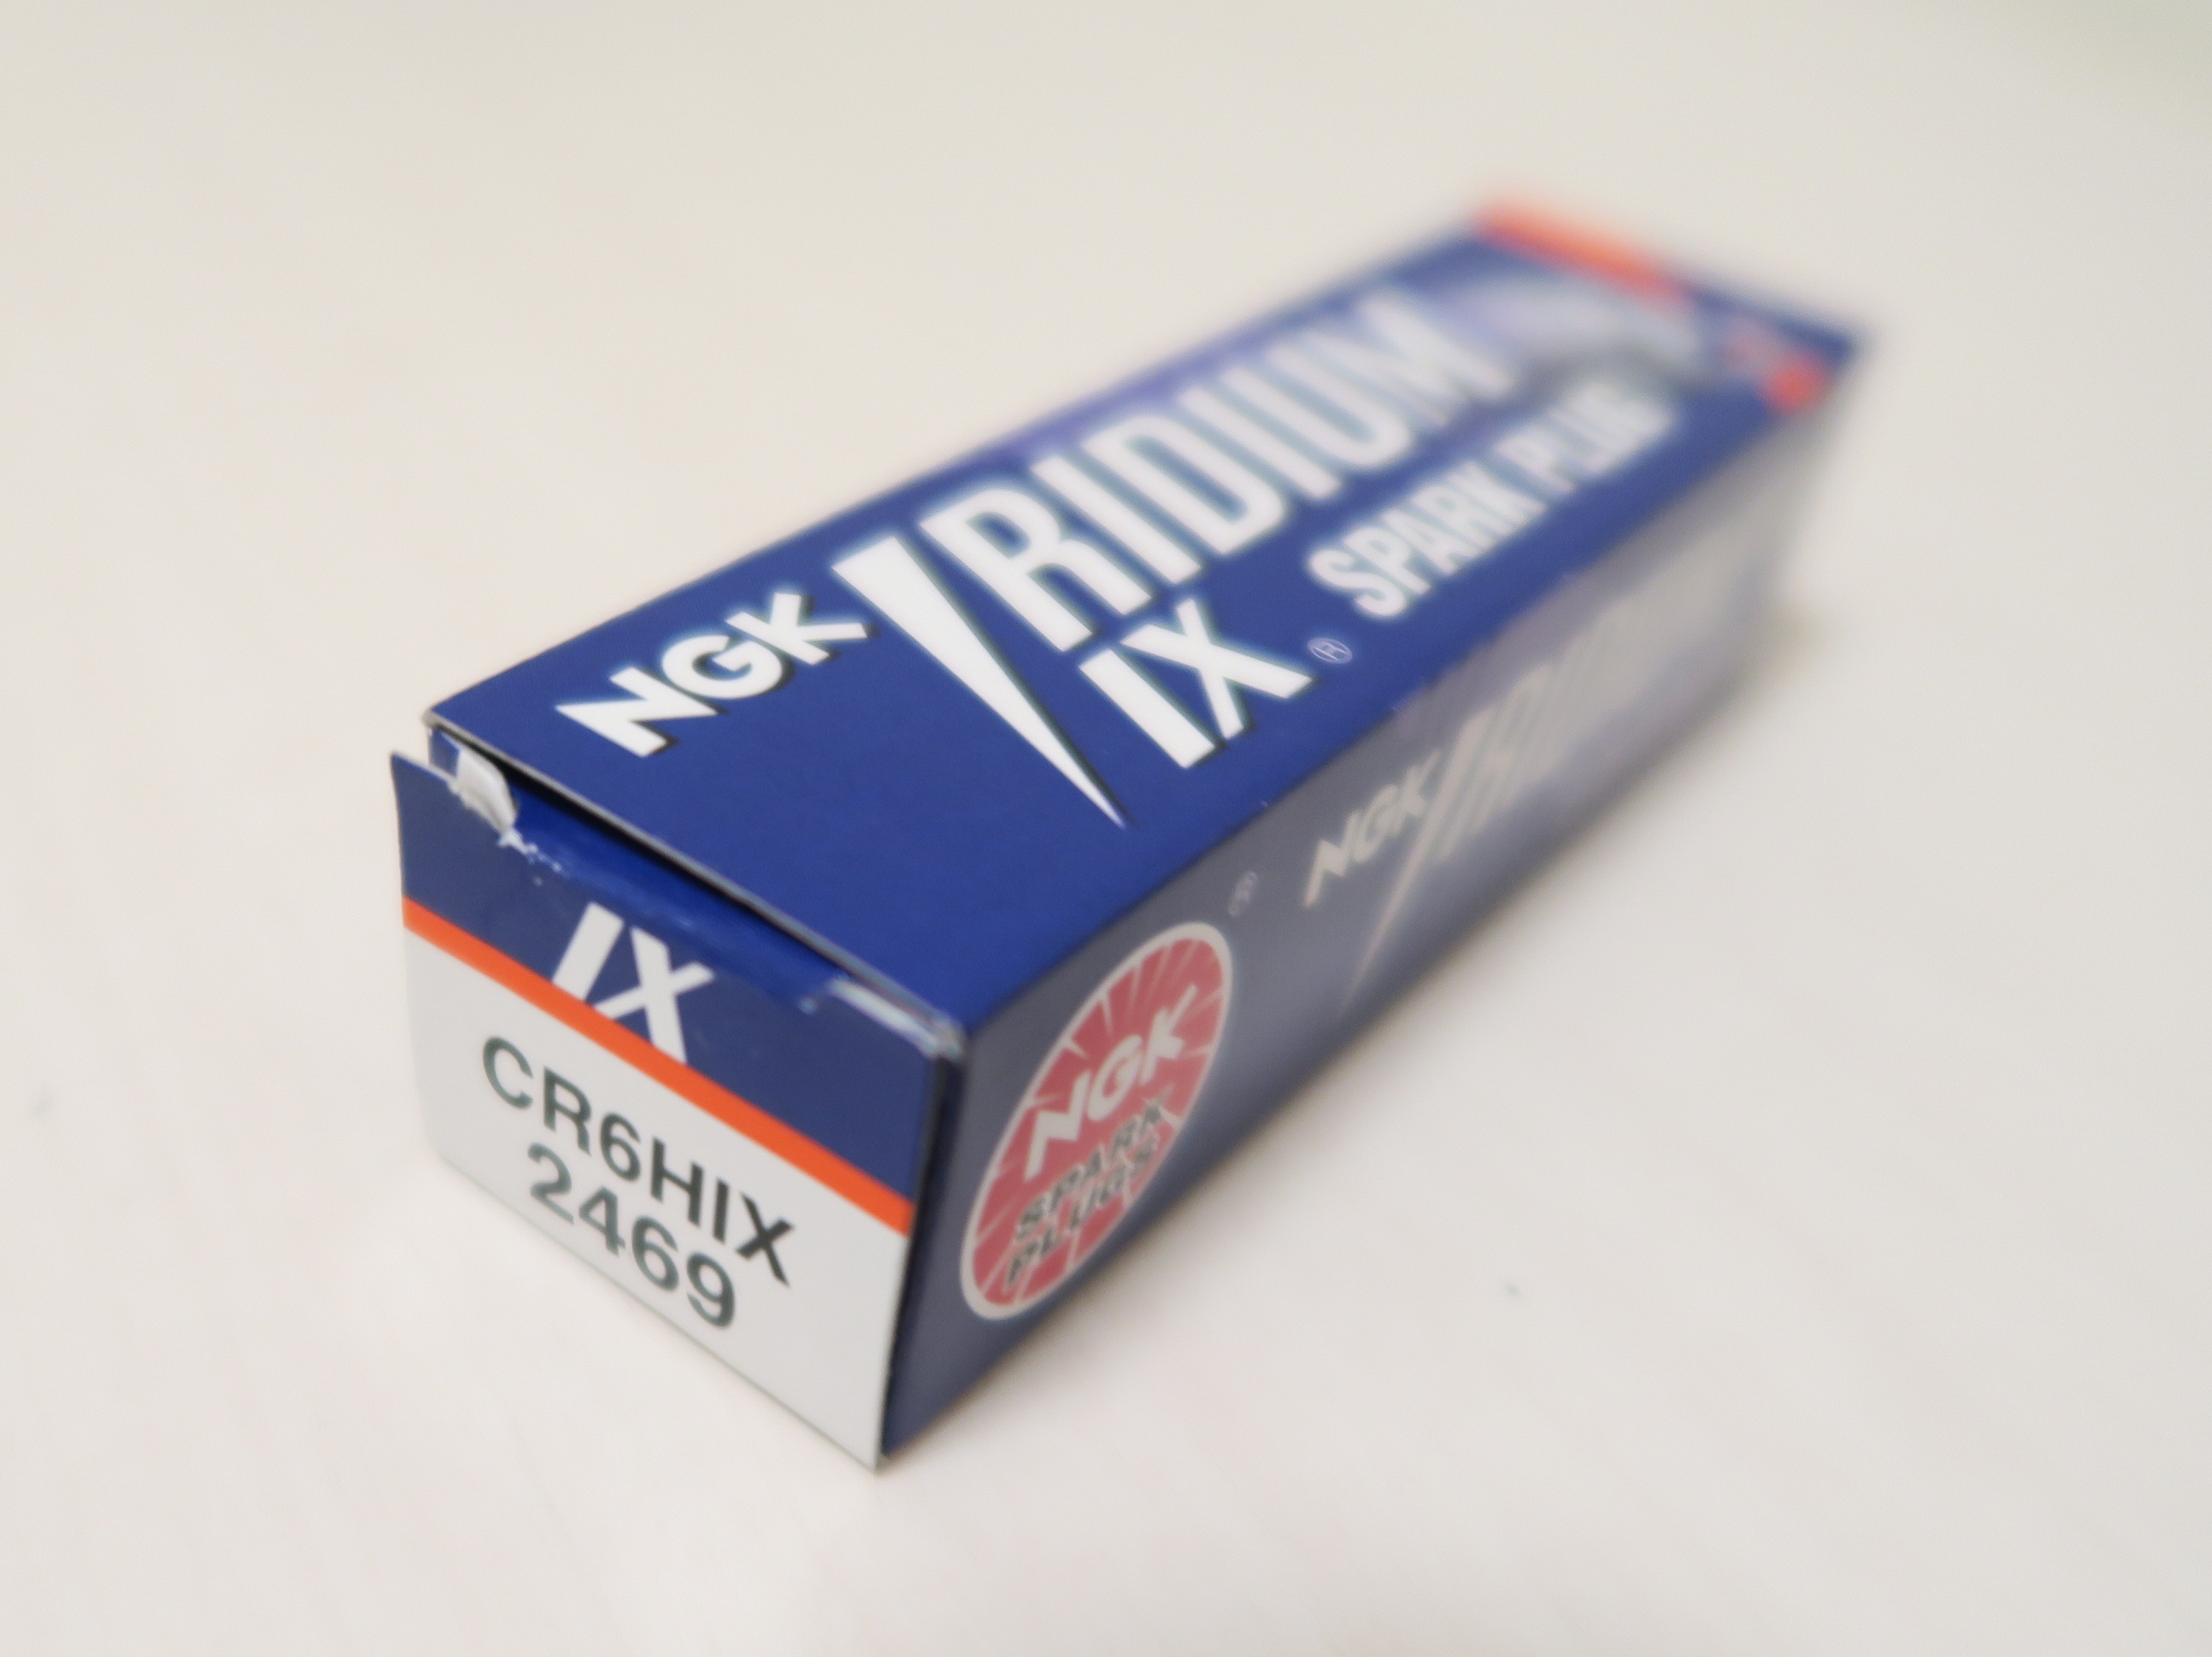 NGK
IRIDIUM
IX ®
SPARK PLUG
IX
CR6HIX
2469
NGK
SPARK
PLUGS
®
NGK